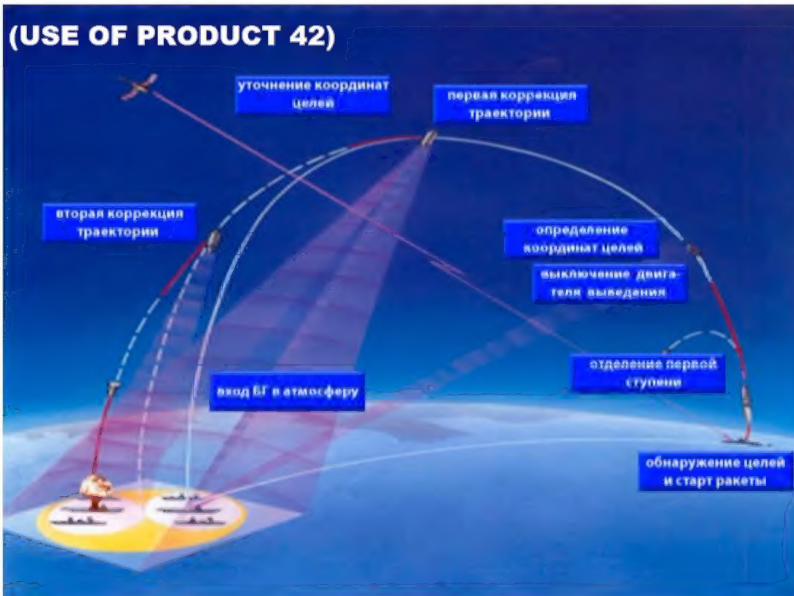 (USE OF PRODUCT 42)
уточнение координат
целей
первая коррекция
траектории
вторая коррекция
траектории
определение
координат целей
выключение двига-
теля выведения
отделение первой
ступени
вход БГ в атмосферу
обнаружение целей
и старт ракеты